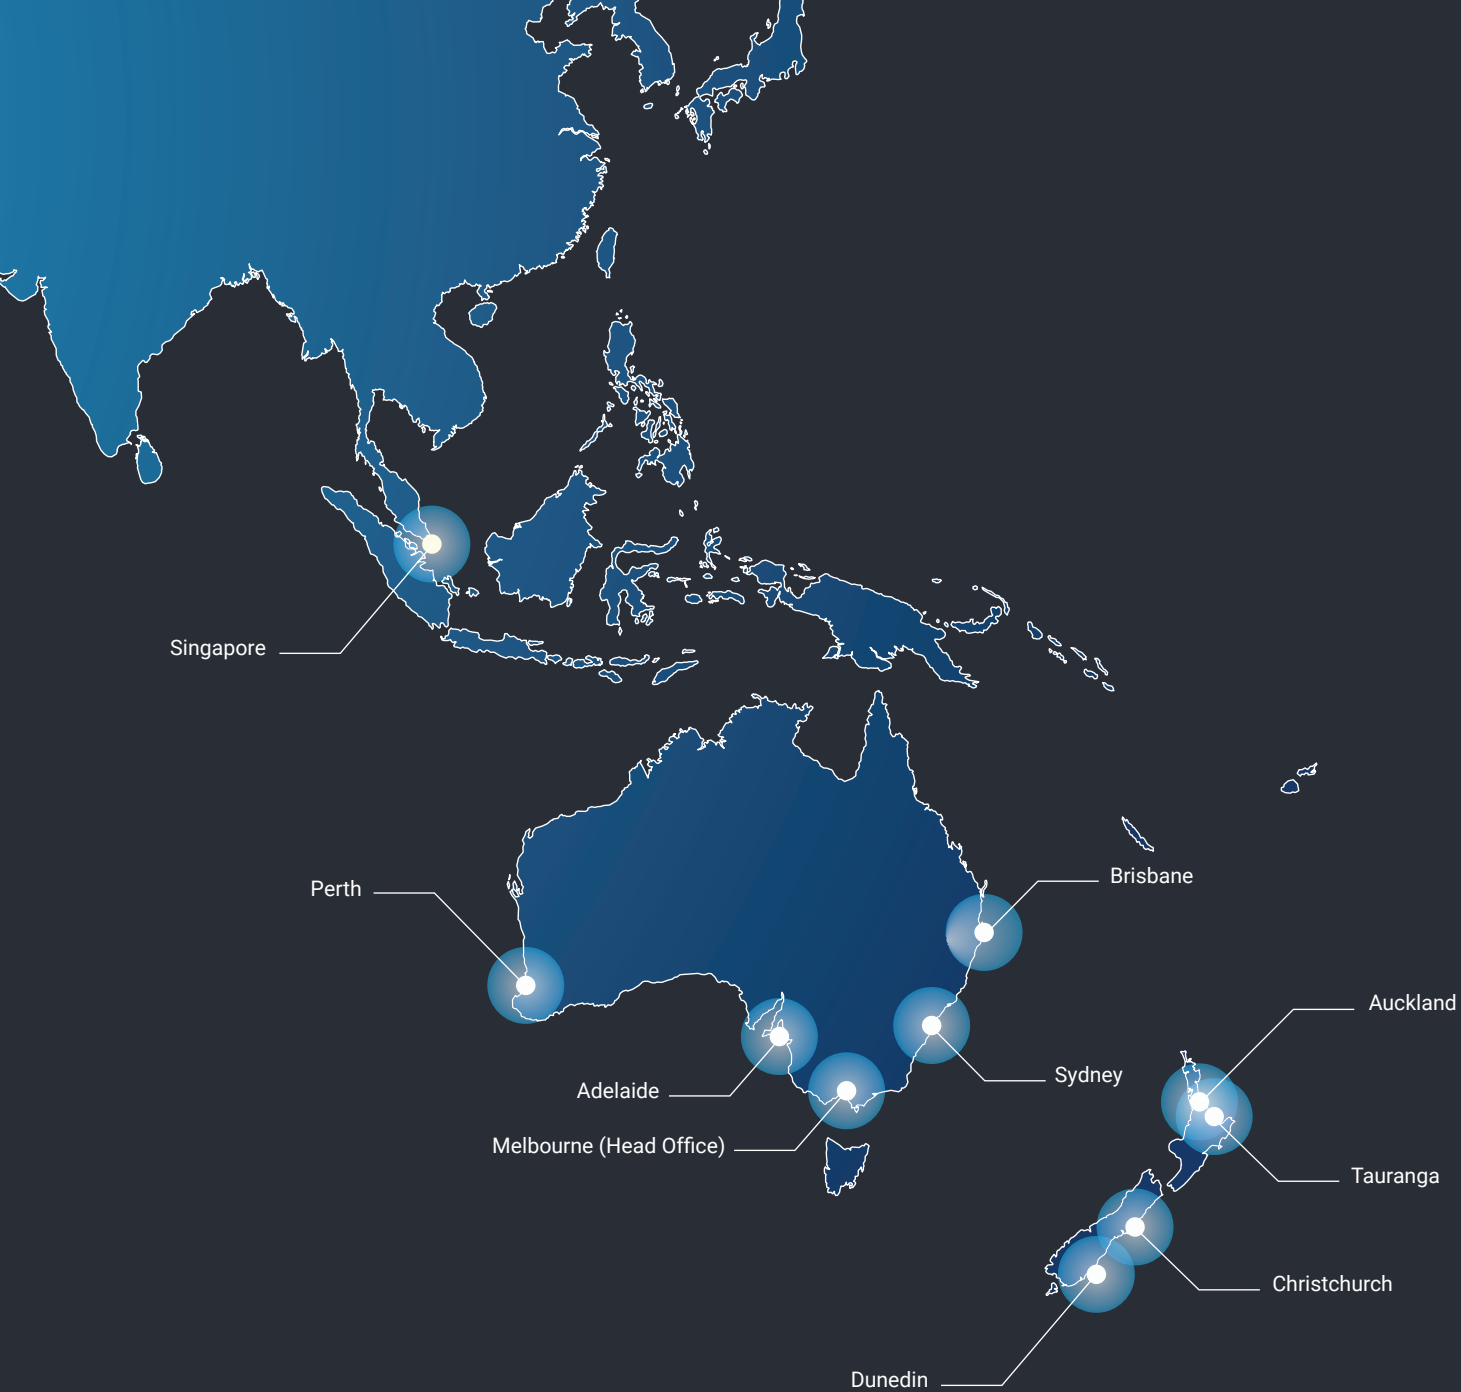 Singapore
Brisbane
Perth
Auckland
Sydney
Adelaide
Melbourne (Head Office)
Tauranga
Christchurch
Dunedin